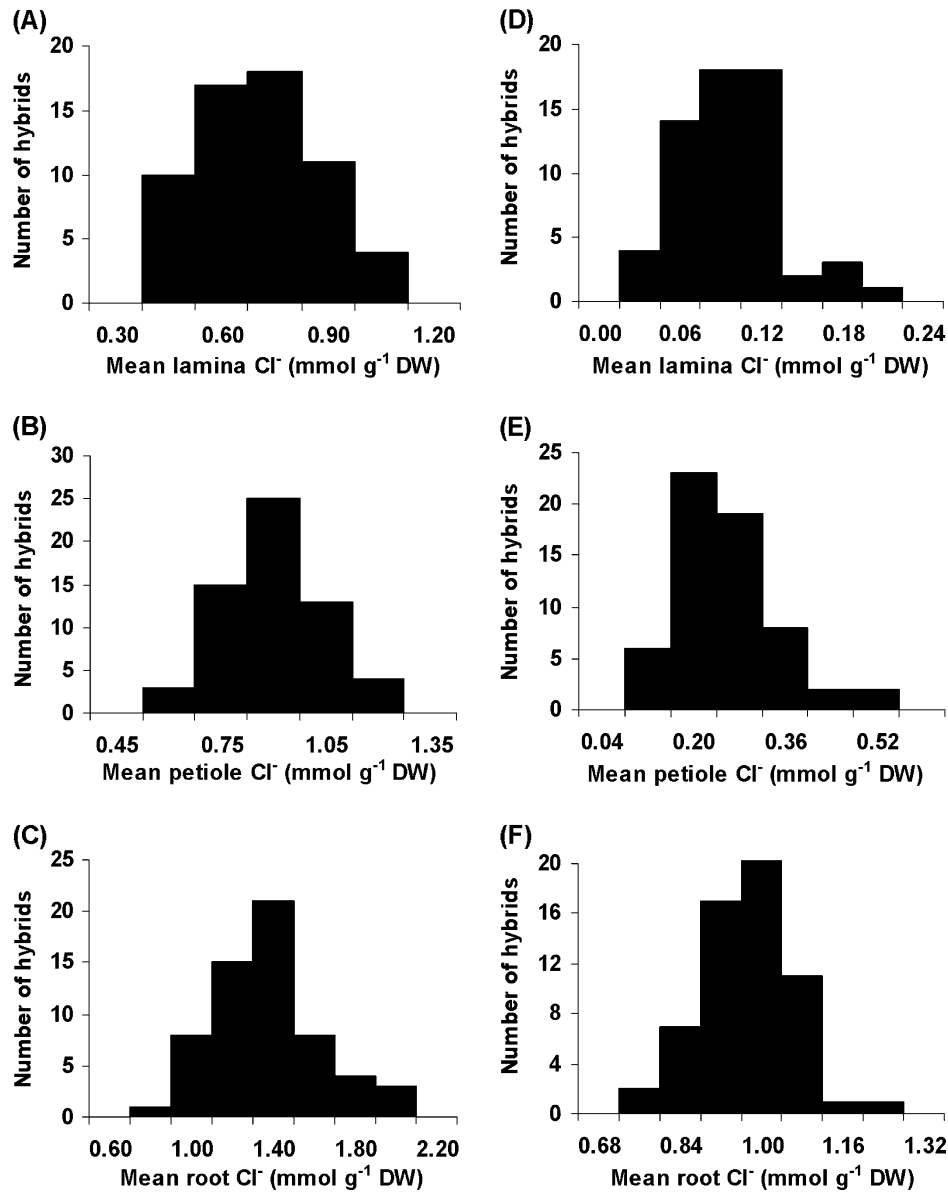 (A)
20
15
10
5
0
Number of hybrids
0.30 0.60 0.90 1.20
Mean lamina Cl⁻ (mmol g⁻¹ DW)
(D)
20
15
10
5
0
Number of hybrids
0.00 0.06 0.12 0.18 0.24
Mean lamina Cl⁻ (mmol g⁻¹ DW)
(B)
30
25
20
15
10
5
0
Number of hybrids
0.45 0.75 1.05 1.35
Mean petiole Cl⁻ (mmol g⁻¹ DW)
(E)
25
20
15
10
5
0
Number of hybrids
0.04 0.20 0.36 0.52
Mean petiole Cl⁻ (mmol g⁻¹ DW)
(C)
25
20
15
10
5
0
Number of hybrids
0.60 1.00 1.40 1.80 2.20
Mean root Cl⁻ (mmol g⁻¹ DW)
(F)
20
16
12
8
4
0
Number of hybrids
0.68 0.84 1.00 1.16 1.32
Mean root Cl⁻ (mmol g⁻¹ DW)